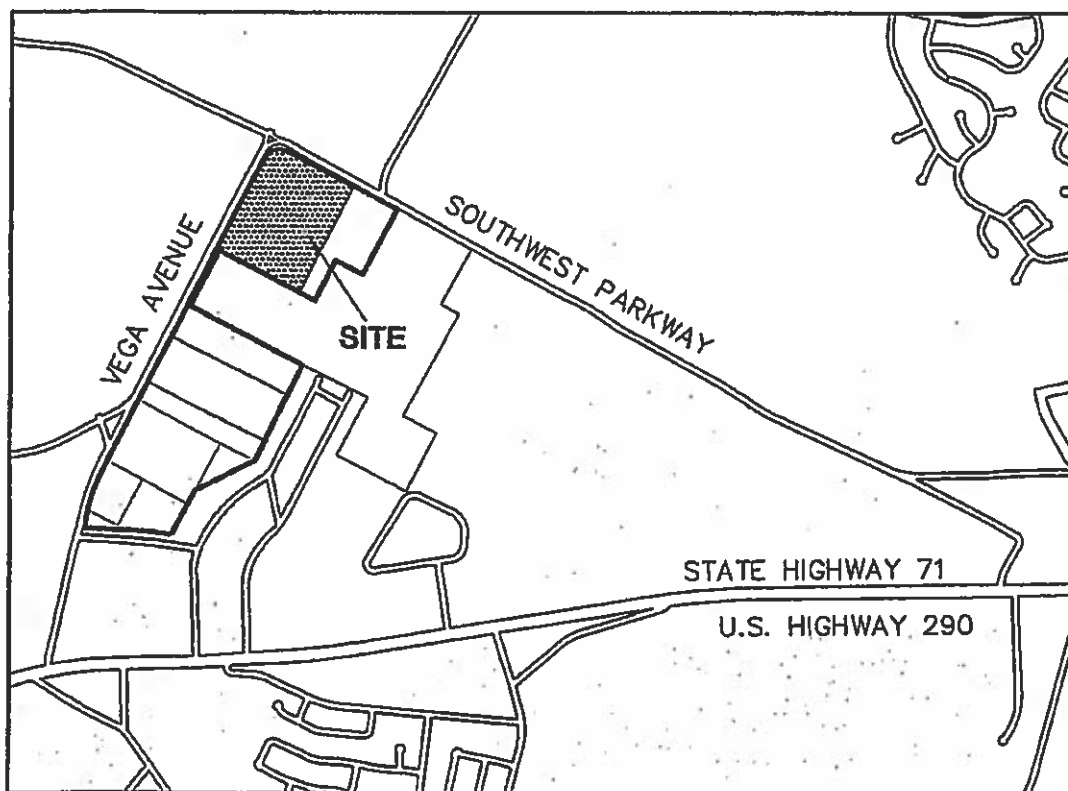 SOUTHWEST PARKWAY
VEGA AVENUE
SITE
STATE HIGHWAY 71
U.S. HIGHWAY 290